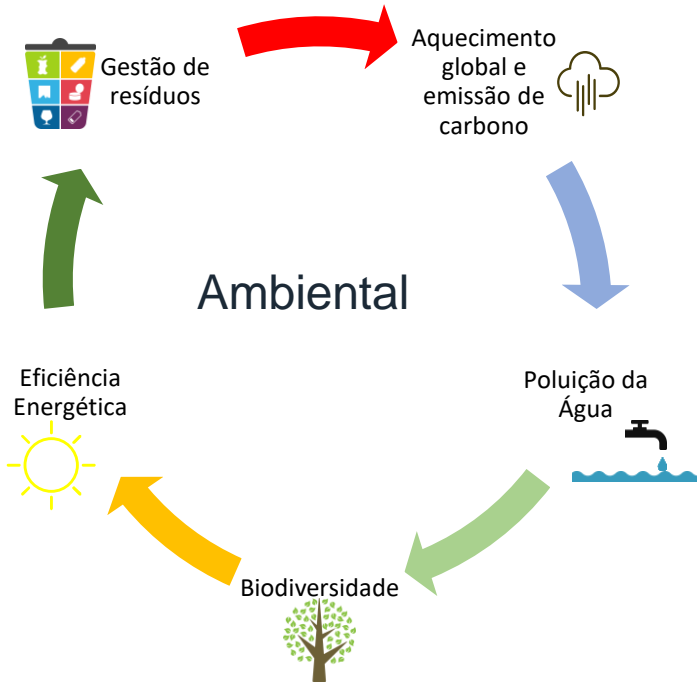 Gestão de
resíduos
Aquecimento
global e
emissão de
carbono
Ambiental
Eficiência
Energética
Poluição da
Água
Biodiversidade